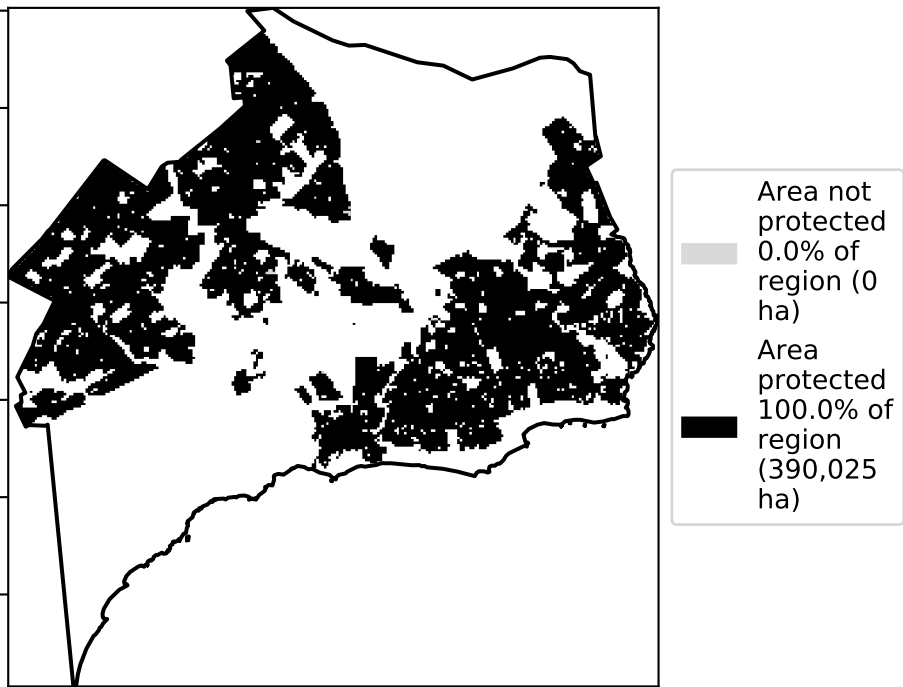 Area not
protected
0.0% of
region (0
ha)
Area
protected
100.0% of
region
(390,025
ha)